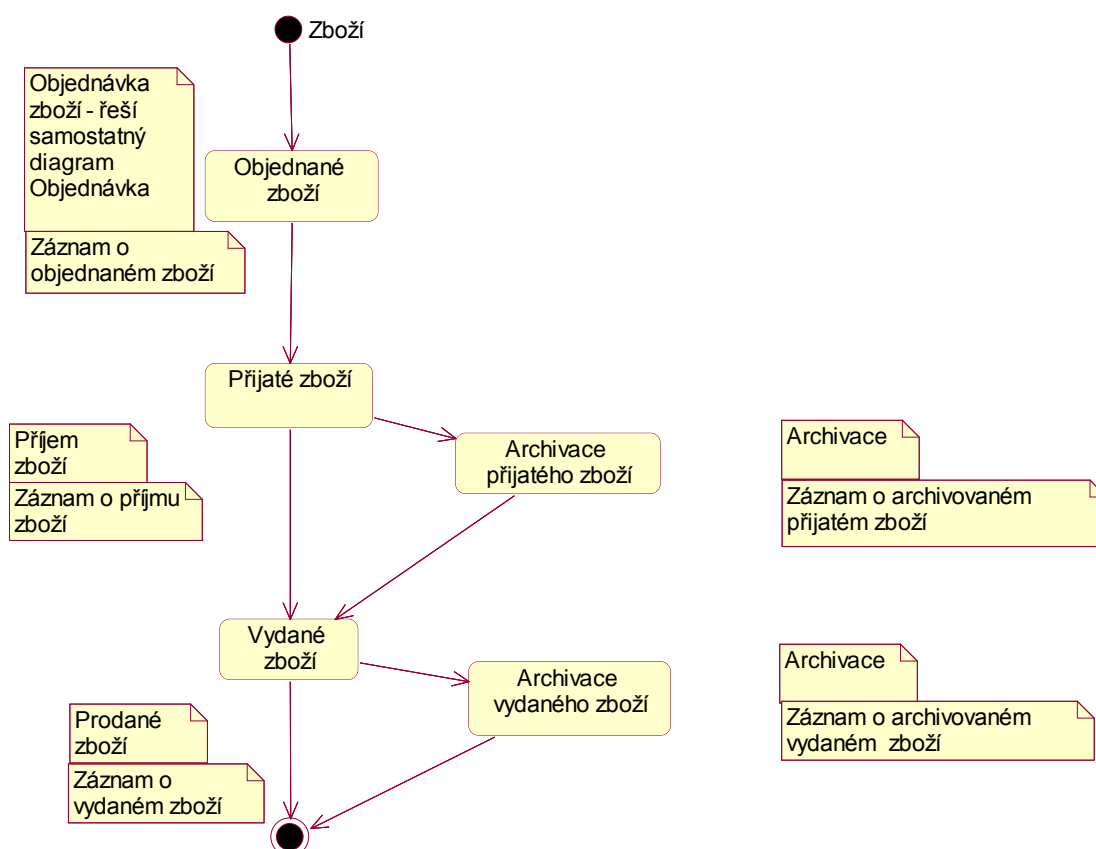 Zboží
Objednávka
zboží - řeší
samostatný
diagram
Objednávka
Objednané
zboží
Záznam o
objednaném zboží
Přijaté zboží
Příjem
zboží
Záznam o příjmu
zboží
Archivace
přijatého zboží
Archivace
Záznam o archivovaném
přijatém zboží
Vydané
zboží
Archivace
vydaného zboží
Archivace
Záznam o archivovaném
vydaném  zboží
Prodané
zboží
Záznam o
vydaném zboží